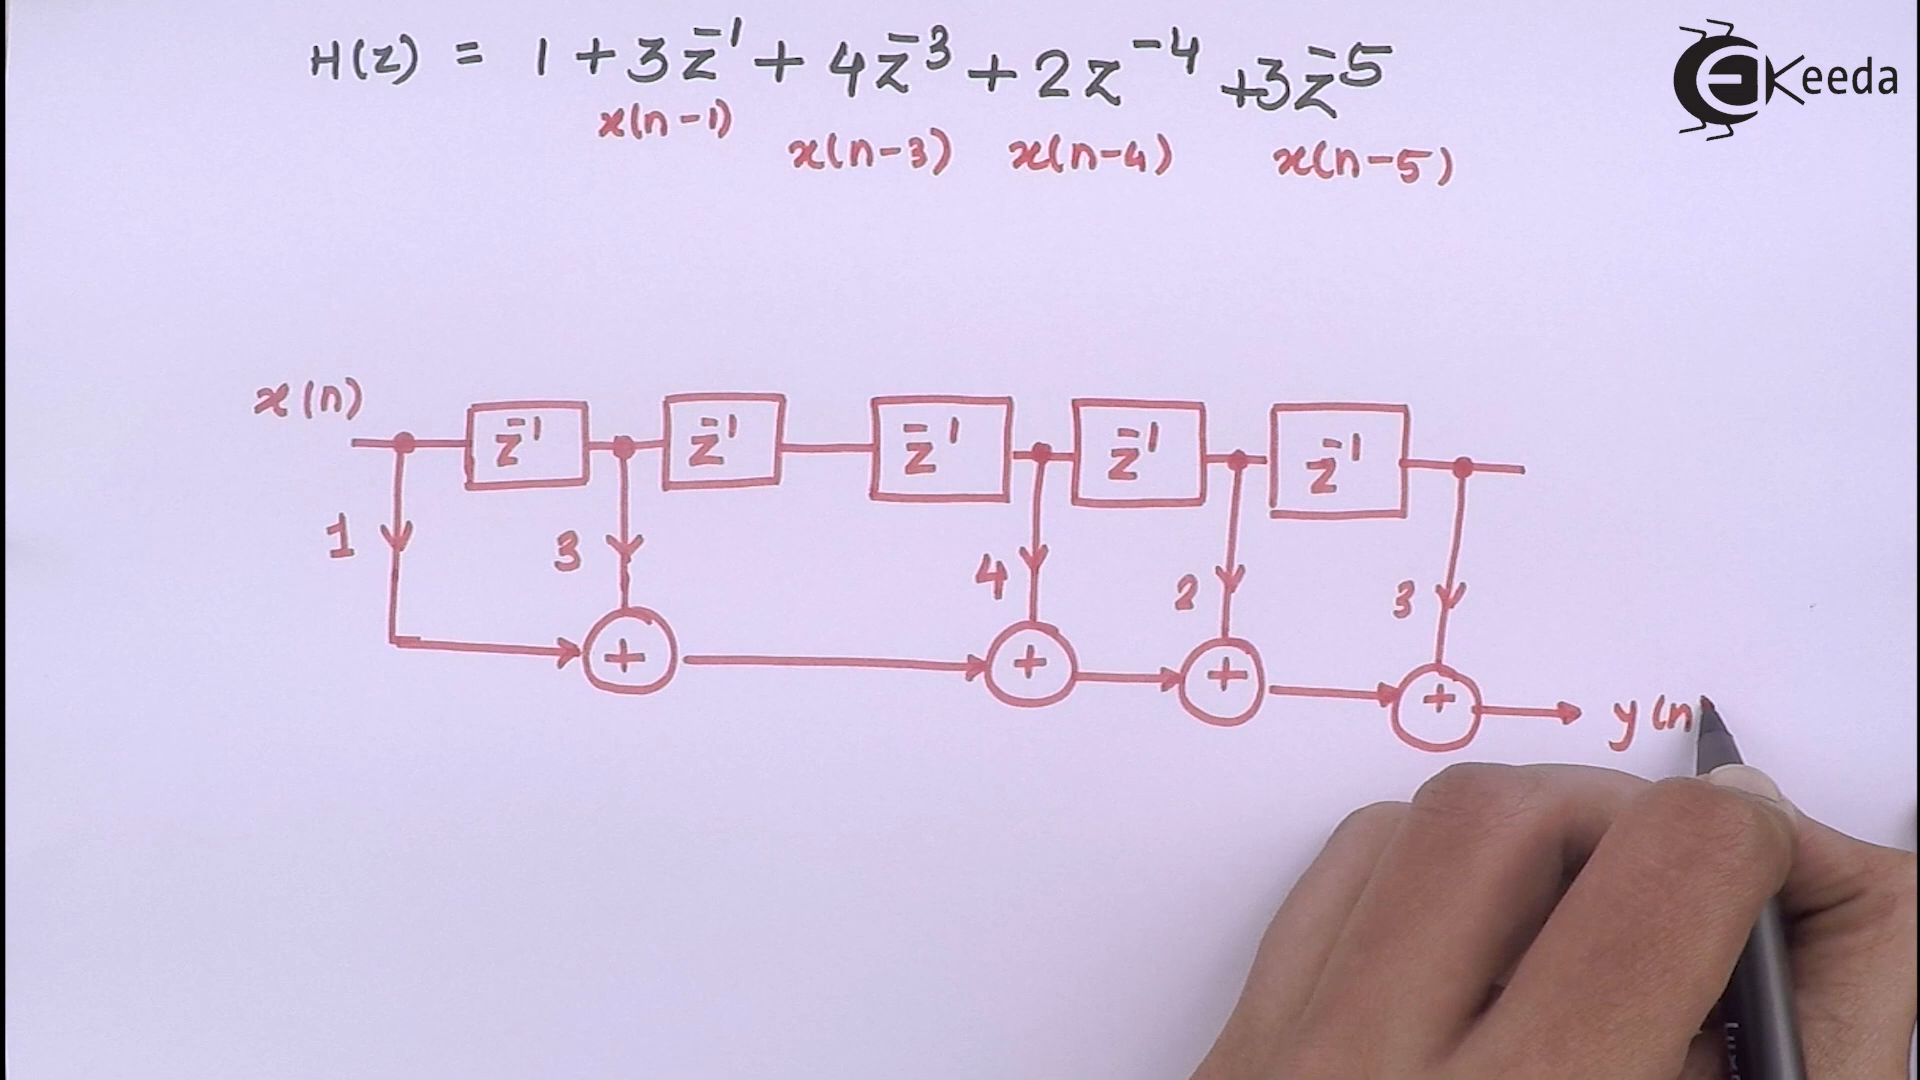 H(z) = 1 + 3z⁻¹ + 4z⁻³ + 2z⁻⁴ + 3z⁻⁵
x(n-1) x(n-3) x(n-4) x(n-5)
EKeeda
x(n)
z⁻¹ z⁻¹ z⁻¹ z⁻¹ z⁻¹
1 3 4 2 3
+ + + +
y(n)